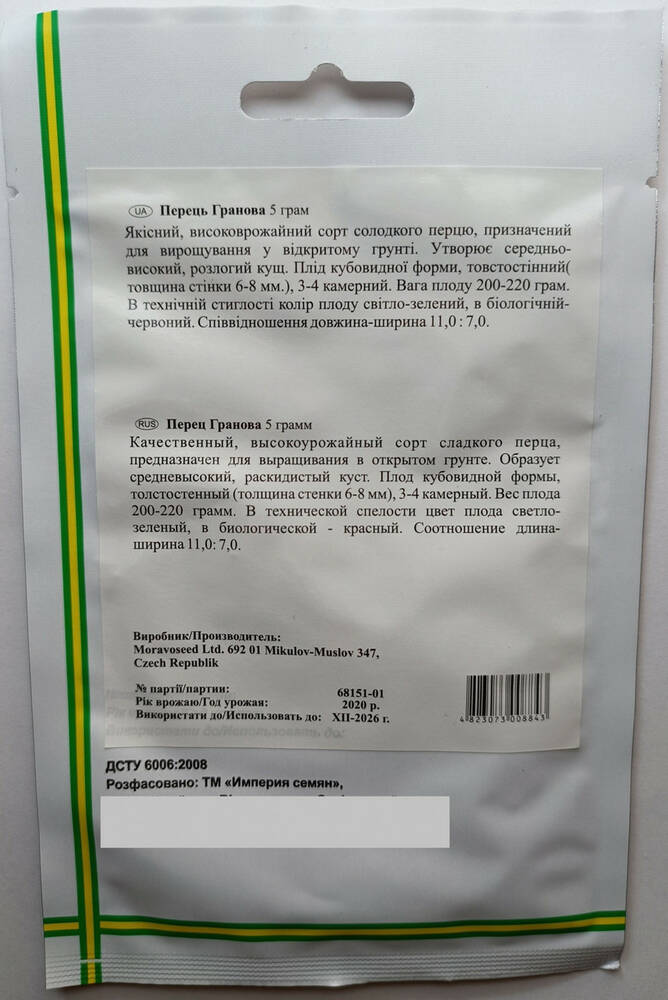 UA Перець Гранова 5 грам
Якісний, високоврожайний сорт солодкого перцю, призначений
для вирощування у відкритому грунті. Утворює середньо-
високий, розлогий кущ. Плід кубовидної форми, товстостінний(
товщина стінки 6-8 мм.), 3-4 камерний. Вага плоду 200-220 грам.
В технічній стиглості колір плоду світло-зелений, в біологічній-
червоний. Співвідношення довжина-ширина 11,0 : 7,0.
RUS Перец Гранова 5 грамм
Качественный, высокоурожайный сорт сладкого перца,
предназначен для выращивания в открытом грунте. Образует
средневысокий, раскидистый куст. Плод кубовидной формы,
толстостенный (толщина стенки 6-8 мм), 3-4 камерный. Вес плода
200-220 грамм. В технической спелости цвет плода светло-
зеленый, в биологической - красный. Соотношение длина-
ширина 11,0: 7,0.
Виробник/Производитель:
Moravoseed Ltd. 692 01 Mikulov-Muslov 347,
Czech Republik
№ партії/партии: 68151-01
Рік врожаю/Год урожая: 2020 р.
Використати до/Использовать до: XII-2026 г.
4823073008843
Використати до/Использовать до:
ДСТУ 6006:2008
Розфасовано: ТМ «Империя семян»,